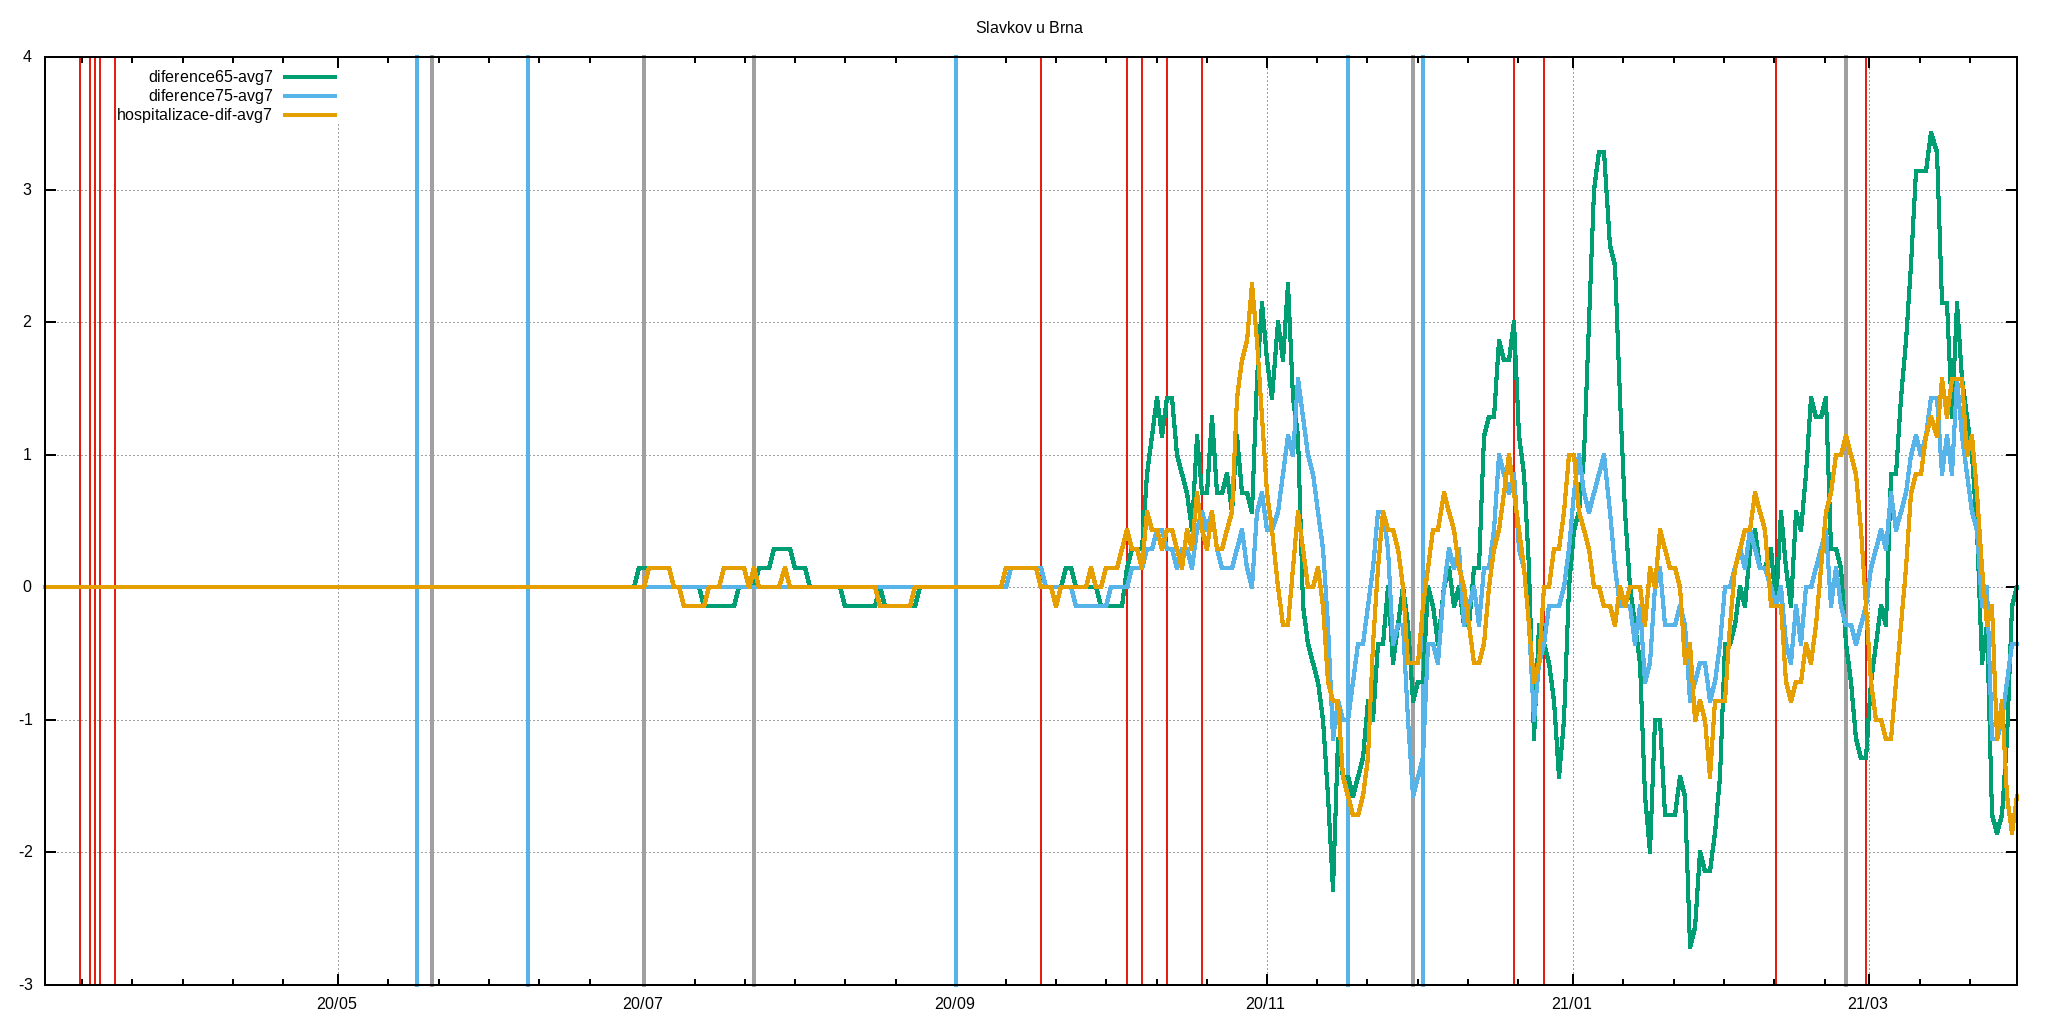 Slavkov u Brna
diference65-avg7
diference75-avg7
hospitalizace-dif-avg7
4
3
2
1
0
-1
-2
-3
20/05 20/07 20/09 20/11 21/01 21/03